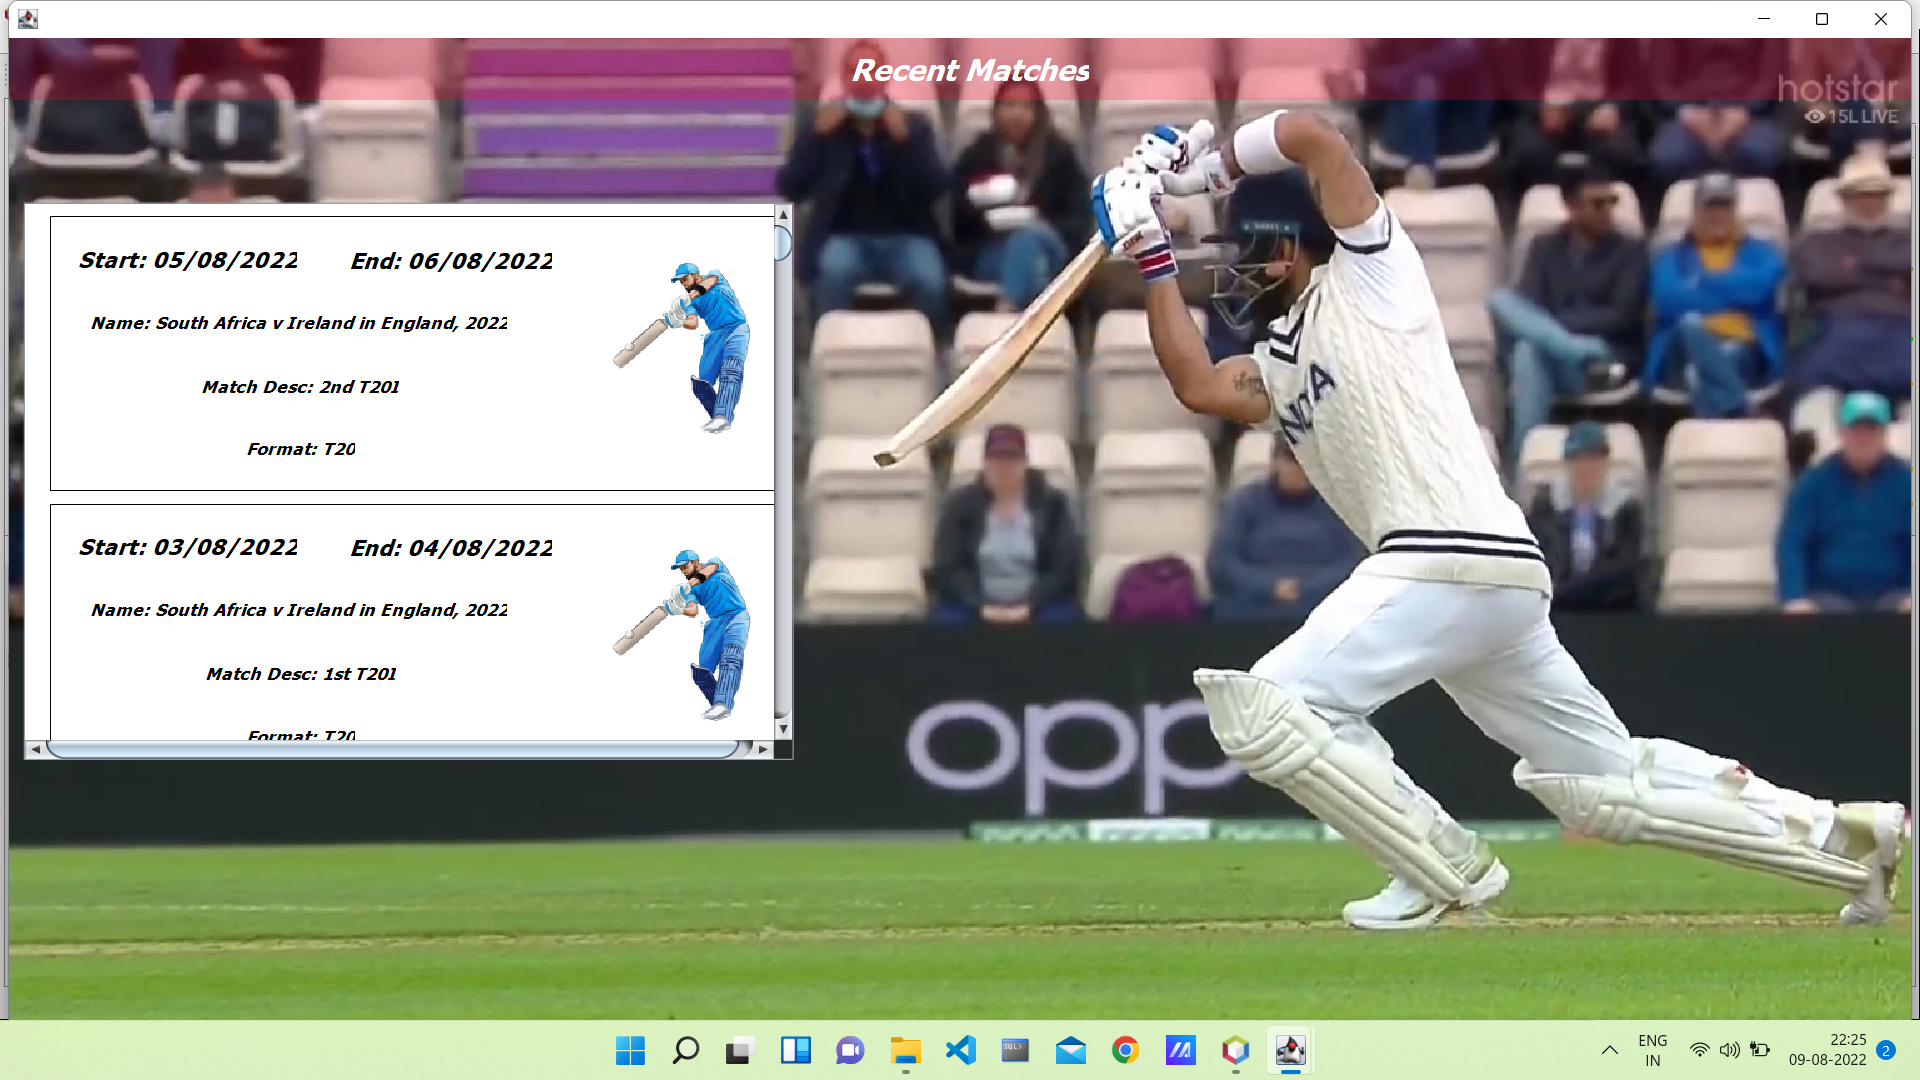 Recent Matches
hotstar
15L LIVE
Start: 05/08/2022 End: 06/08/2022
Name: South Africa v Ireland in England, 2022
Match Desc: 2nd T20I
Format: T20
Start: 03/08/2022 End: 04/08/2022
Name: South Africa v Ireland in England, 2022
Match Desc: 1st T20I
Format: T20
INDIA
opp
SQL>
ENG
IN
22:25
09-08-2022
2